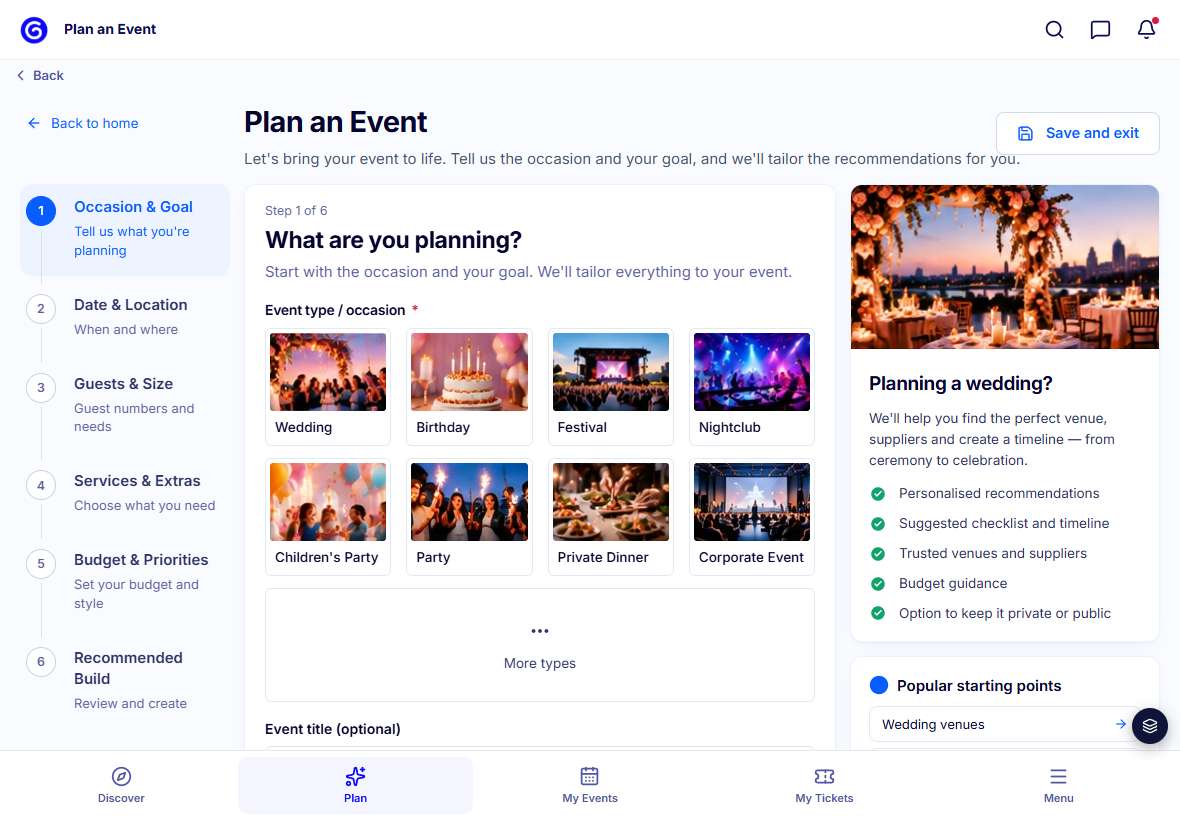 Plan an Event
Back
Back to home
Plan an Event
Let's bring your event to life. Tell us the occasion and your goal, and we'll tailor the recommendations for you.
Save and exit
1
Occasion & Goal
Tell us what you're
planning
2
Date & Location
When and where
3
Guests & Size
Guest numbers and
needs
4
Services & Extras
Choose what you need
5
Budget & Priorities
Set your budget and
style
6
Recommended
Build
Review and create
Step 1 of 6
What are you planning?
Start with the occasion and your goal. We'll tailor everything to your event.
Event type / occasion *
Wedding
Birthday
Festival
Nightclub
Children's Party
Party
Private Dinner
Corporate Event
More types
Event title (optional)
Planning a wedding?
We'll help you find the perfect venue,
suppliers and create a timeline — from
ceremony to celebration.
Personalised recommendations
Suggested checklist and timeline
Trusted venues and suppliers
Budget guidance
Option to keep it private or public
Popular starting points
Wedding venues
Discover
Plan
My Events
My Tickets
Menu